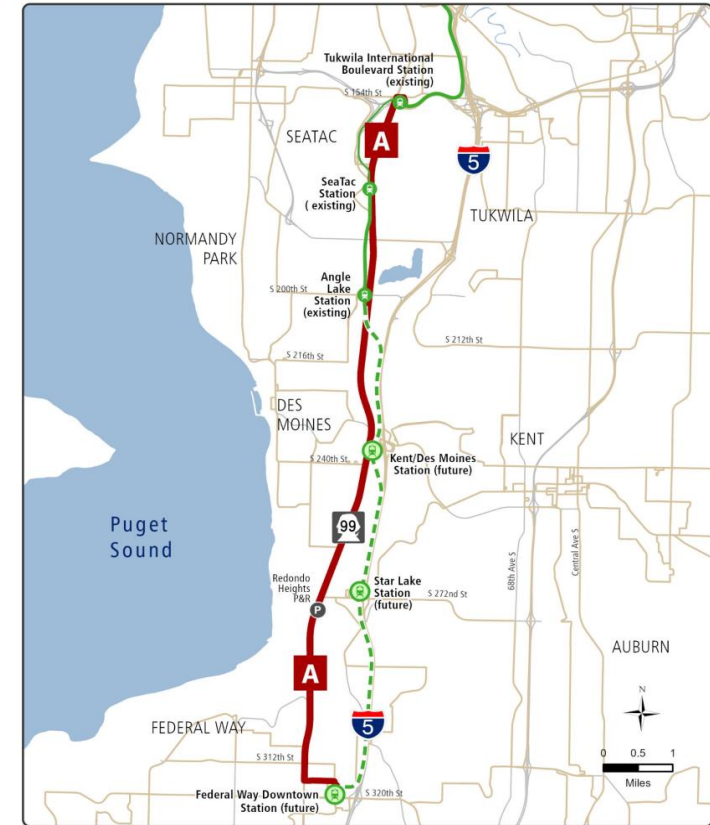 Tukwila International
Boulevard Station
(existing)
S 154th St
SEATAC
A
5
SeaTac
Station
( existing)
TUKWILA
NORMANDY
PARK
Angle
Lake
Station
(existing)
S 200th St
S 212th St
S 216th St
DES
MOINES
KENT
S 240th St
Kent/Des Moines
Station (future)
Puget
Sound
99
68th Ave S
Central Ave S
Redondo
Heights
P&R
P
Star Lake
Station
(future)
S 272nd St
AUBURN
A
N
FEDERAL WAY
5
0 0.5 1
Miles
S 312th St
Federal Way Downtown
Station (future)
S 320th St